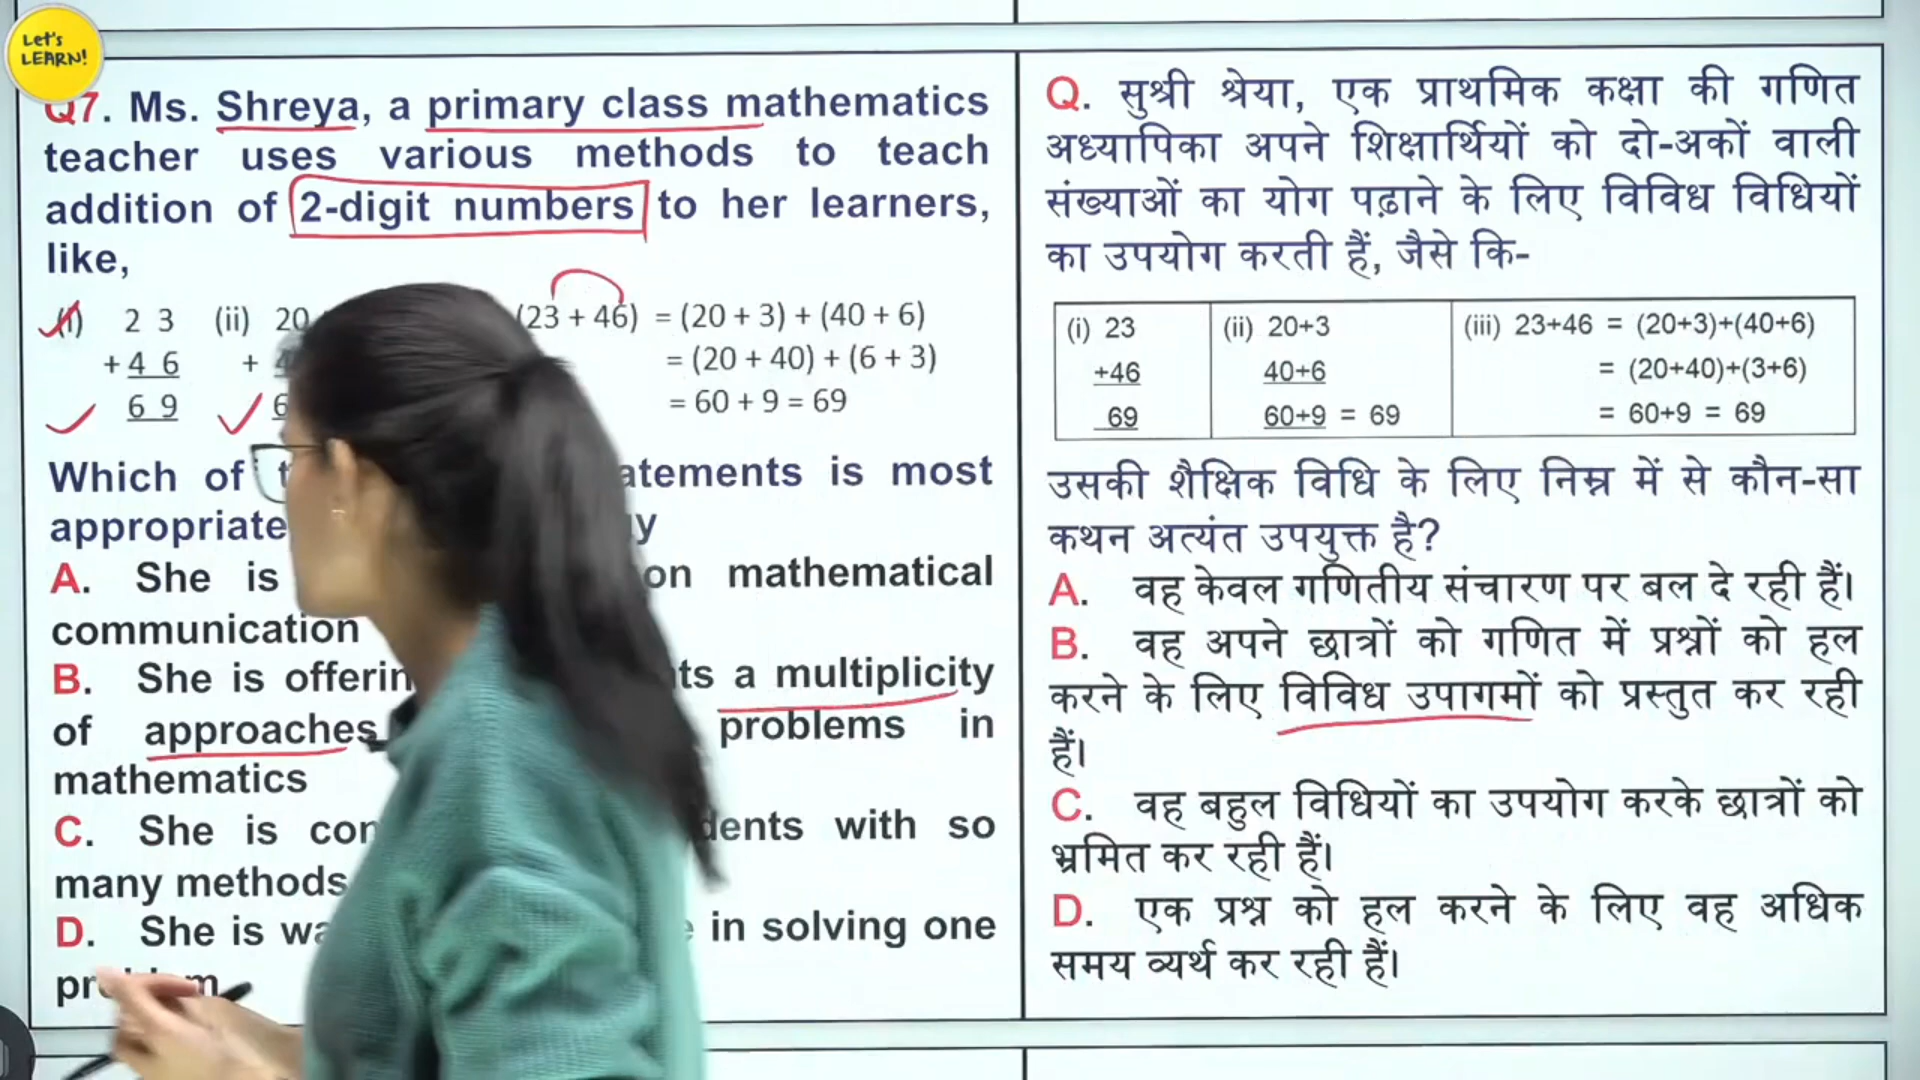 Let's
LEARN!
Q7. Ms. Shreya, a primary class mathematics
teacher uses various methods to teach
addition of 2-digit numbers to her learners,
like,
(i) 2 3 (ii) 20 (23 + 46) = (20 + 3) + (40 + 6)
+ 4 6 + = (20 + 40) + (6 + 3)
6 9 6 = 60 + 9 = 69
Which of statements is most
appropriate
A. She is on mathematical
communication
B. She is offering a multiplicity
of approaches problems in
mathematics
C. She is students with so
many methods
D. She is in solving one
problem
Q. सुश्री श्रेया, एक प्राथमिक कक्षा की गणित
अध्यापिका अपने शिक्षार्थियों को दो-अकों वाली
संख्याओं का योग पढ़ाने के लिए विविध विधियों
का उपयोग करती हैं, जैसे कि-
(i) 23 (ii) 20+3 (iii) 23+46 = (20+3)+(40+6)
+46 40+6 = (20+40)+(3+6)
69 60+9 = 69 = 60+9 = 69
उसकी शैक्षिक विधि के लिए निम्न में से कौन-सा
कथन अत्यंत उपयुक्त है?
A. वह केवल गणितीय संचारण पर बल दे रही हैं।
B. वह अपने छात्रों को गणित में प्रश्नों को हल
करने के लिए विविध उपागमों को प्रस्तुत कर रही
हैं।
C. वह बहुल विधियों का उपयोग करके छात्रों को
भ्रमित कर रही हैं।
D. एक प्रश्न को हल करने के लिए वह अधिक
समय व्यर्थ कर रही हैं।